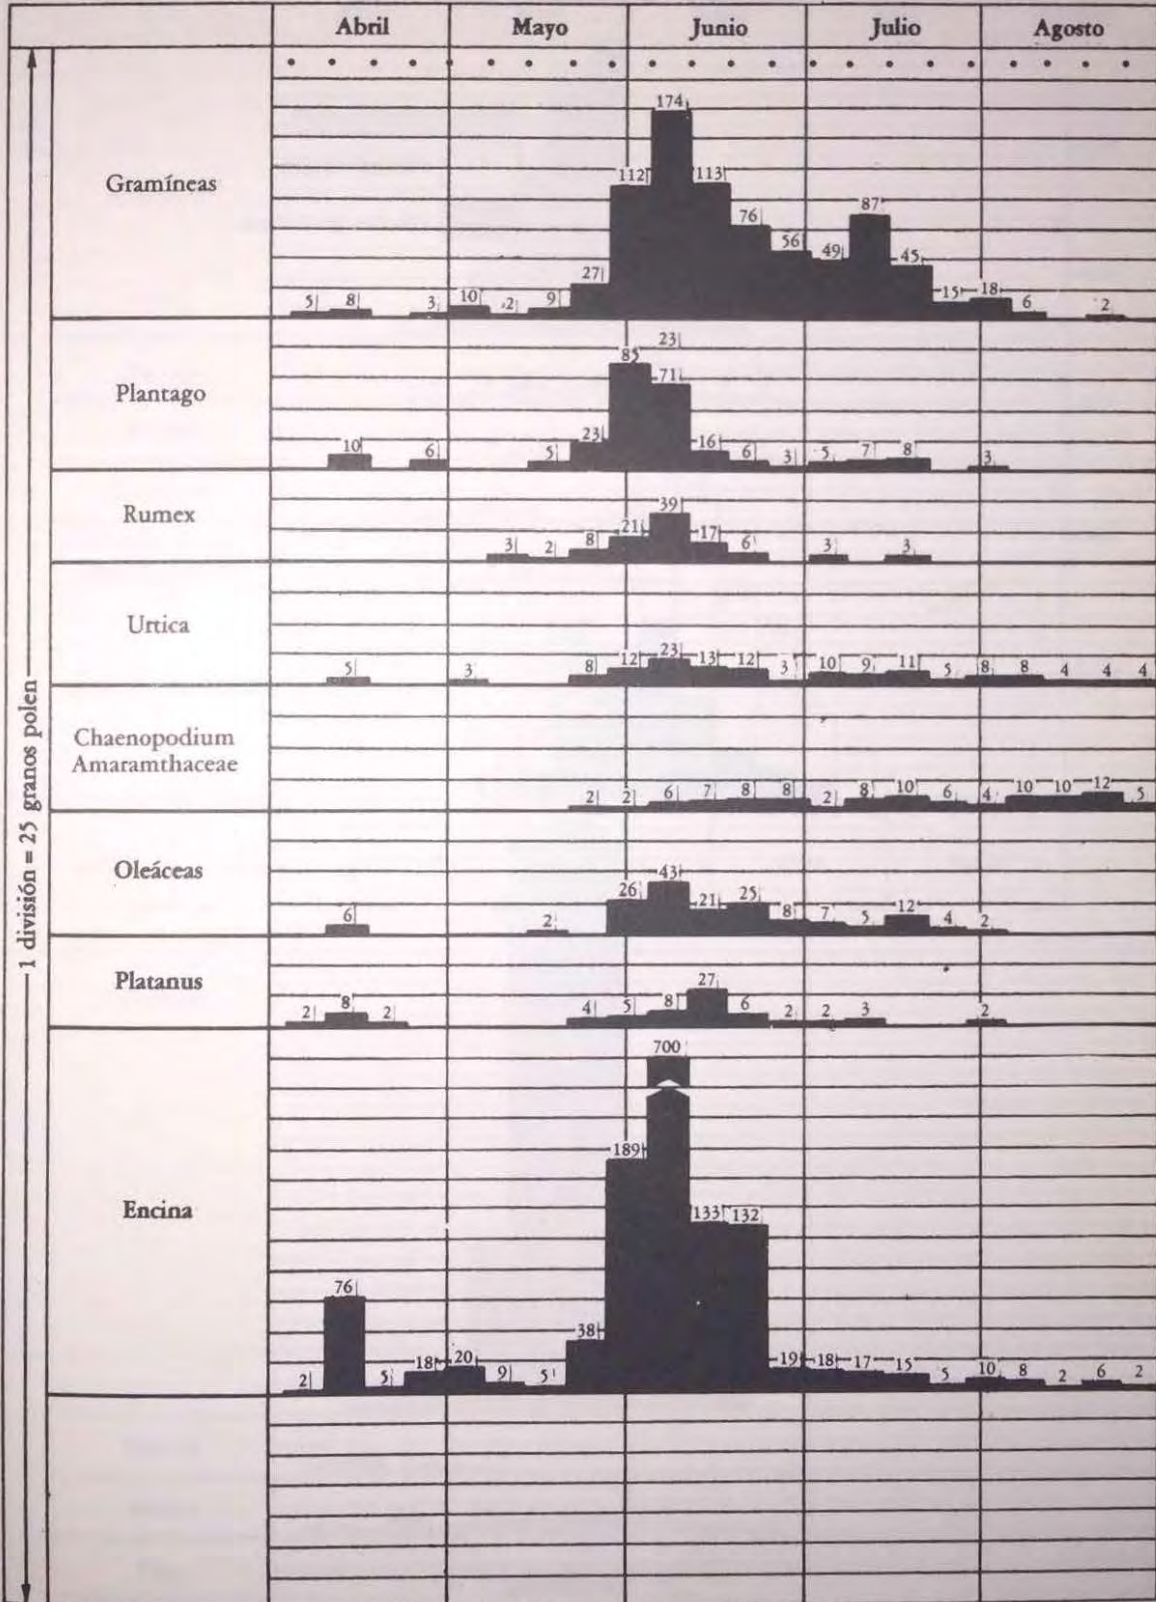 Abril Mayo Junio Julio Agosto
1 división = 25 granos polen
Gramíneas
174
112 113
76
56
87
49 45
27
5 8 3 10 2 9 15 18 6 2
Plantago
23
85
71
23
10 6 5 16 6 3 5 7 8 3
Rumex
39
21 17
3 2 8 6 3 3
Urtica
5 3 8 12 23 13 12 3 10 9 11 5 8 8 4 4 4
Chaenopodium
Amaramthaceae
2 2 6 7 8 8 2 8 10 6 4 10 10 12 5
Oleáceas
43
26 21 25
6 2 8 7 5 12 4 2
Platanus
27
2 8 2 4 5 8 6 2 2 3 2
Encina
700
189
133 132
76
38
2 5 18 20 9 5 19 18 17 15 5 10 8 2 6 2